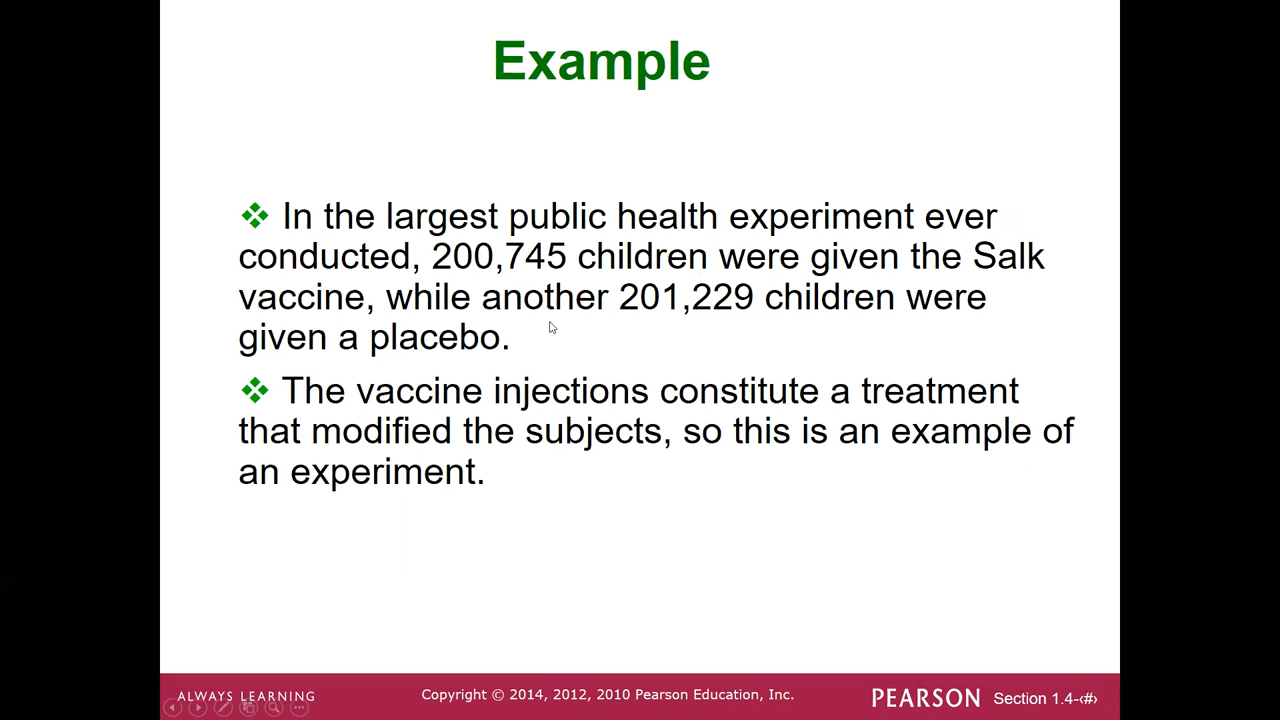 Example
In the largest public health experiment ever
conducted, 200,745 children were given the Salk
vaccine, while another 201,229 children were
given a placebo.
The vaccine injections constitute a treatment
that modified the subjects, so this is an example of
an experiment.
ALWAYS LEARNING
Copyright © 2014, 2012, 2010 Pearson Education, Inc.
PEARSON
Section 1.4-‹#›